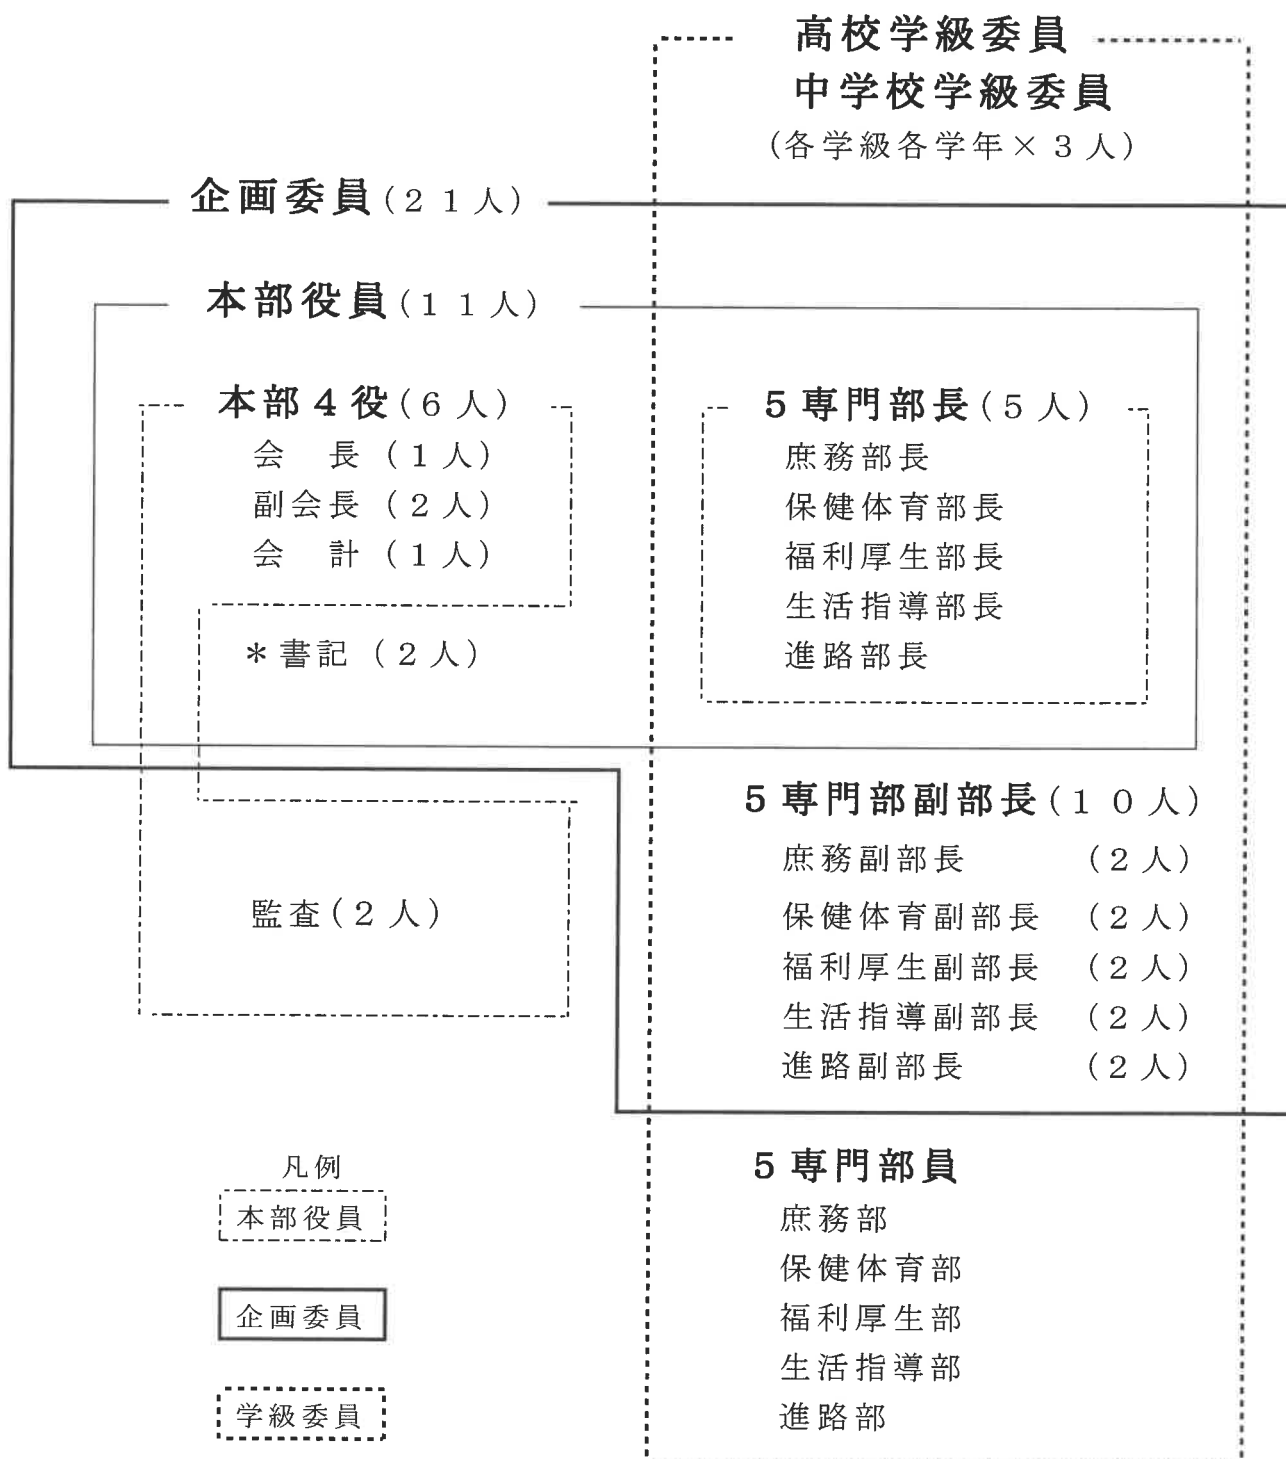 高校学級委員
中学校学級委員
(各学級各学年×3人)
企画委員(21人)
本部役員(11人)
本部4役(6人)
会　長(1人)
副会長(2人)
会　計(1人)
＊書記(2人)
監査(2人)
5専門部長(5人)
庶務部長
保健体育部長
福利厚生部長
生活指導部長
進路部長
5専門部副部長(10人)
庶務副部長　(2人)
保健体育副部長　(2人)
福利厚生副部長　(2人)
生活指導副部長　(2人)
進路副部長　(2人)
5専門部員
庶務部
保健体育部
福利厚生部
生活指導部
進路部
凡例
本部役員
企画委員
学級委員